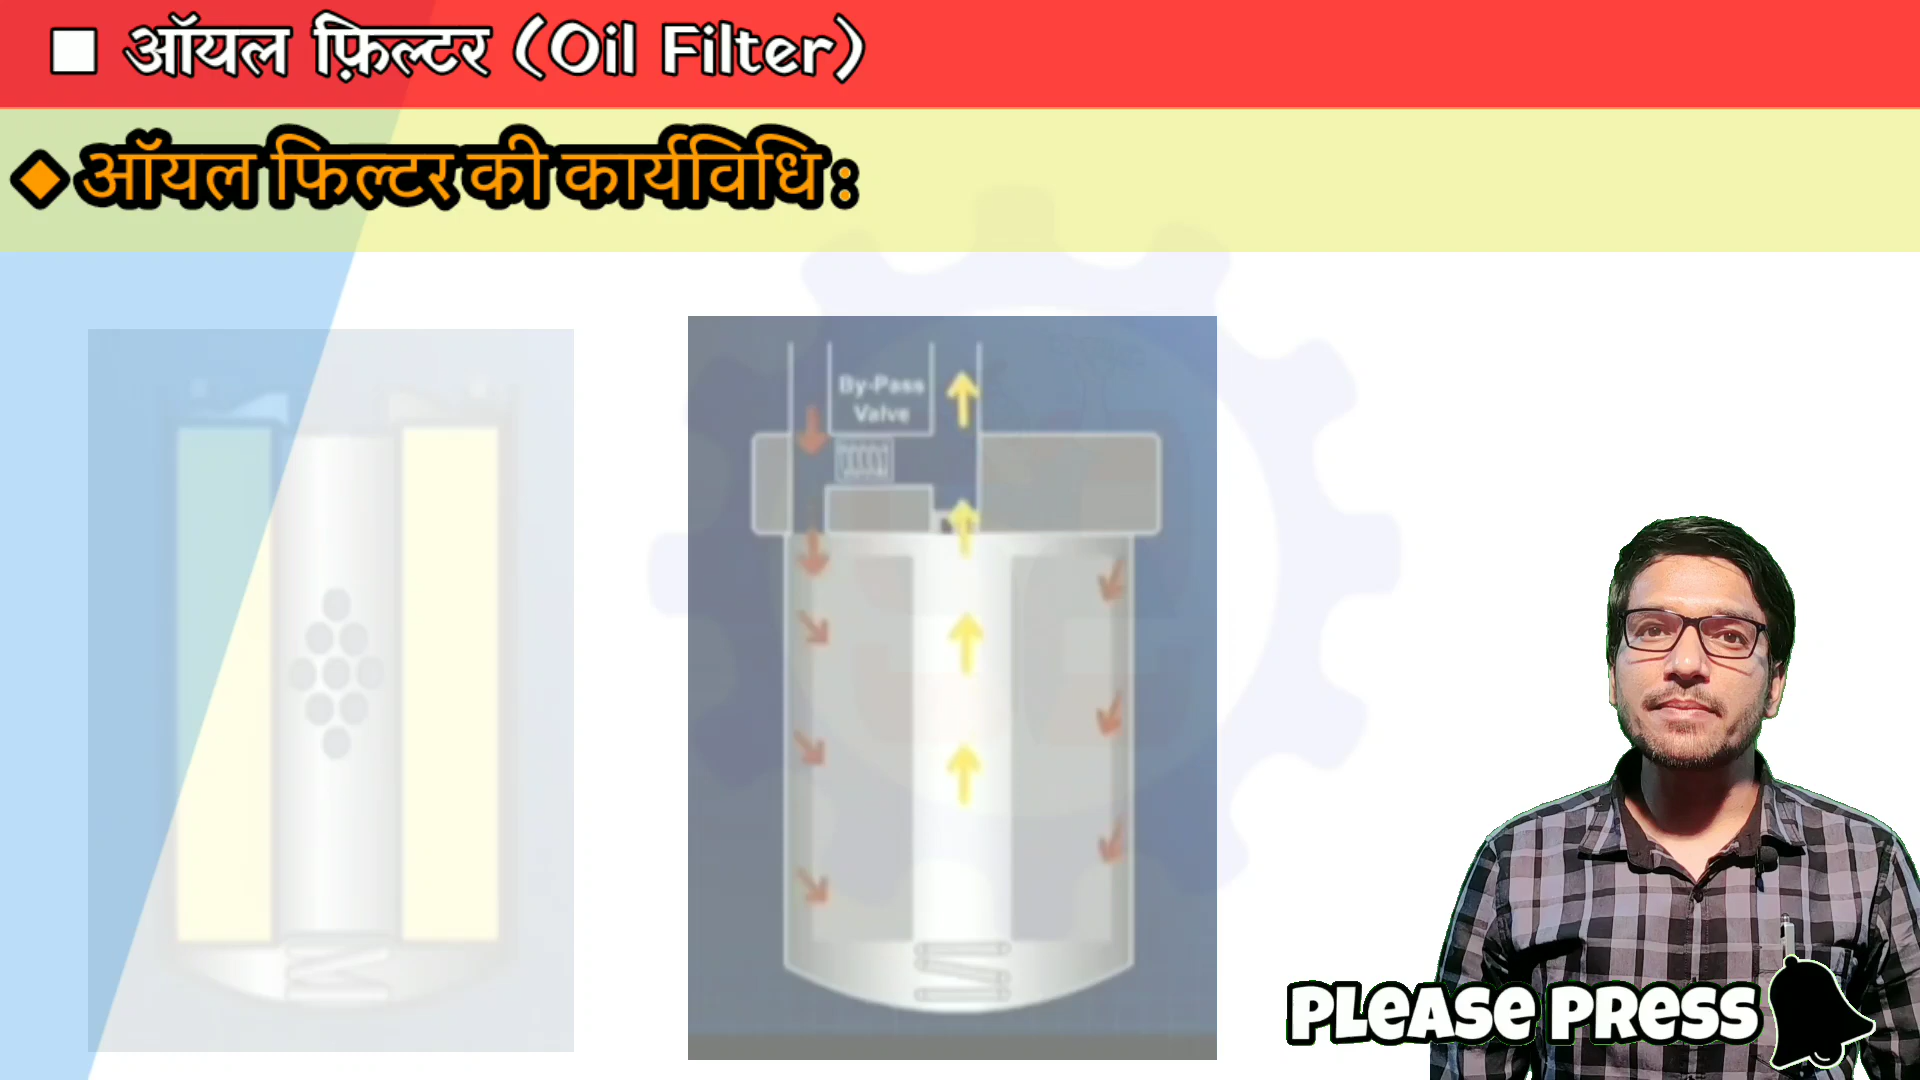 ऑयल फ़िल्टर (Oil Filter)
ऑयल फिल्टर की कार्यविधि :
By-Pass
Valve
PLEASE PRESS